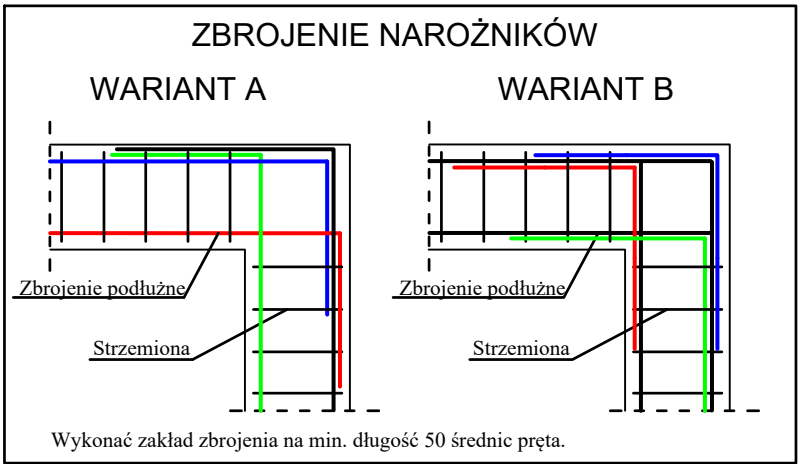 ZBROJENIE NAROŻNIKÓW
WARIANT A
WARIANT B
Zbrojenie podłużne
Strzemiona
Zbrojenie podłużne
Strzemiona
Wykonać zakład zbrojenia na min. długość 50 średnic pręta.